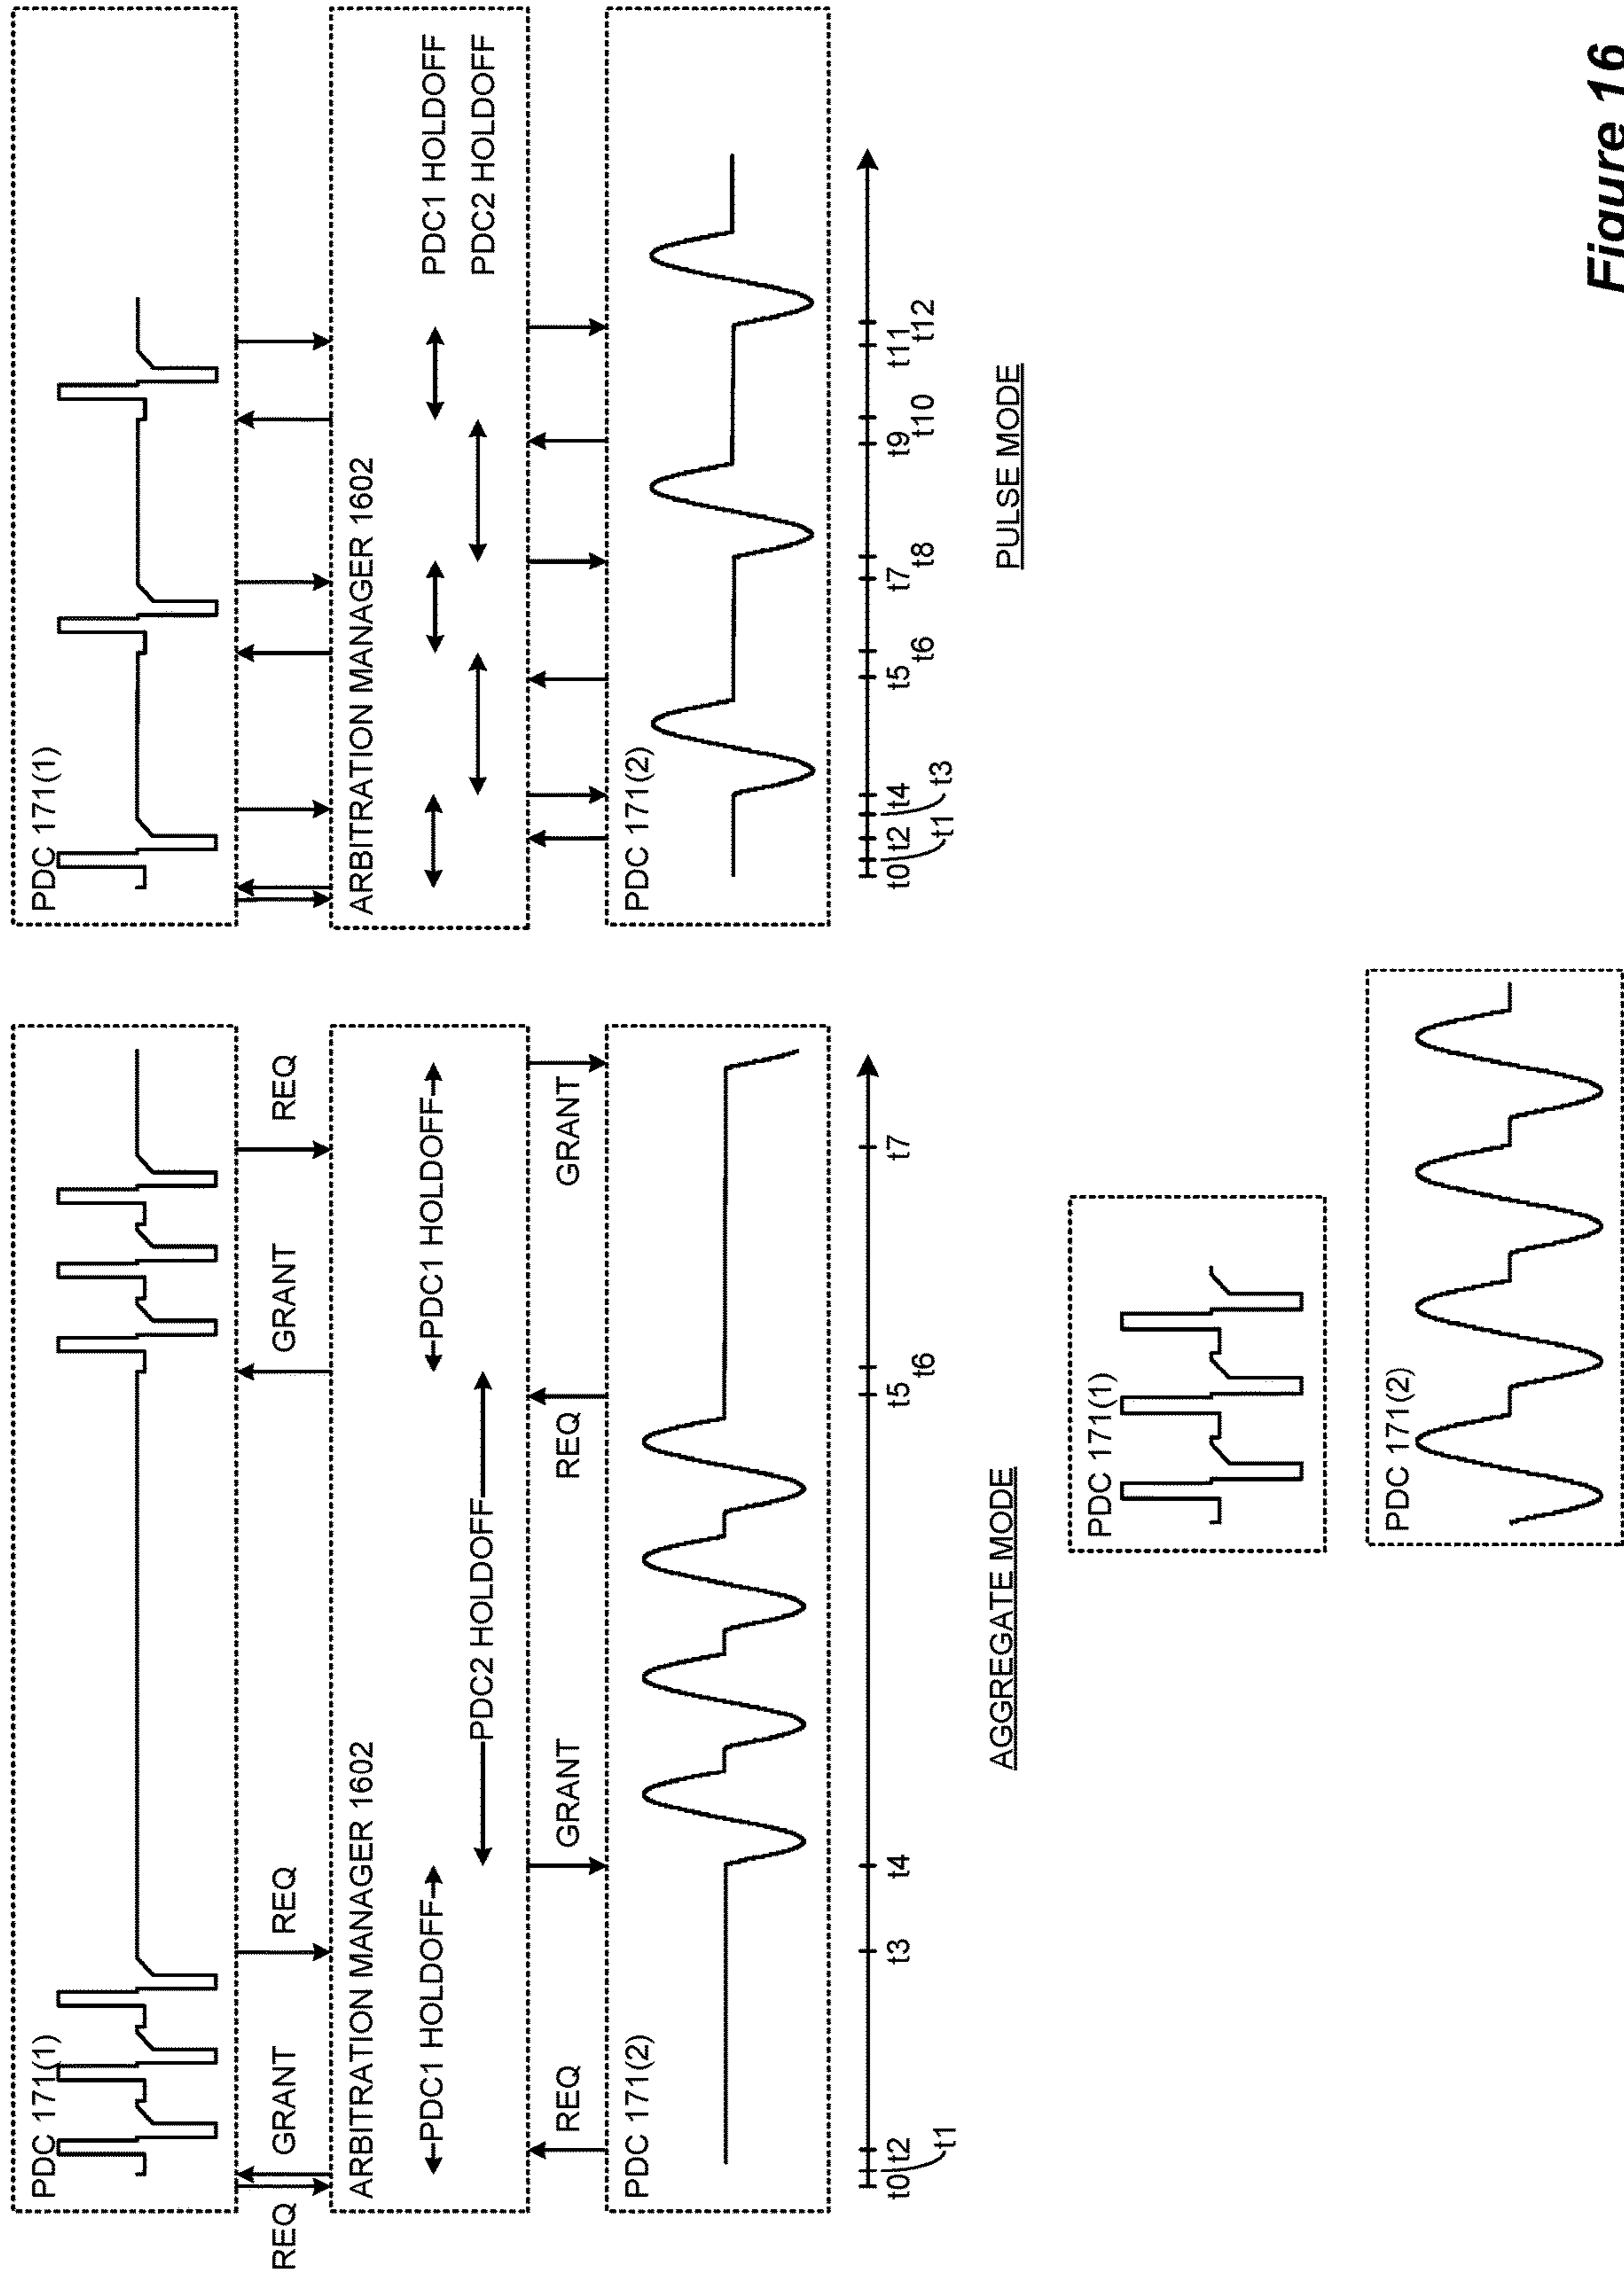 PDC 171(1)
REQ
GRANT
REQ
GRANT
REQ
ARBITRATION MANAGER 1602
PDC1 HOLDOFF
PDC2 HOLDOFF
PDC1 HOLDOFF
REQ
GRANT
REQ
GRANT
PDC 171(2)
t0 t2 t3 t4 t5 t6 t7
t1
AGGREGATE MODE
PDC 171(1)
ARBITRATION MANAGER 1602
PDC1 HOLDOFF
PDC2 HOLDOFF
PDC 171(2)
t0 t2 t4 t5 t7 t9 t11
t6 t8 t10 t12
t1 t3
PULSE MODE
PDC 171(1)
PDC 171(2)
Figure 16